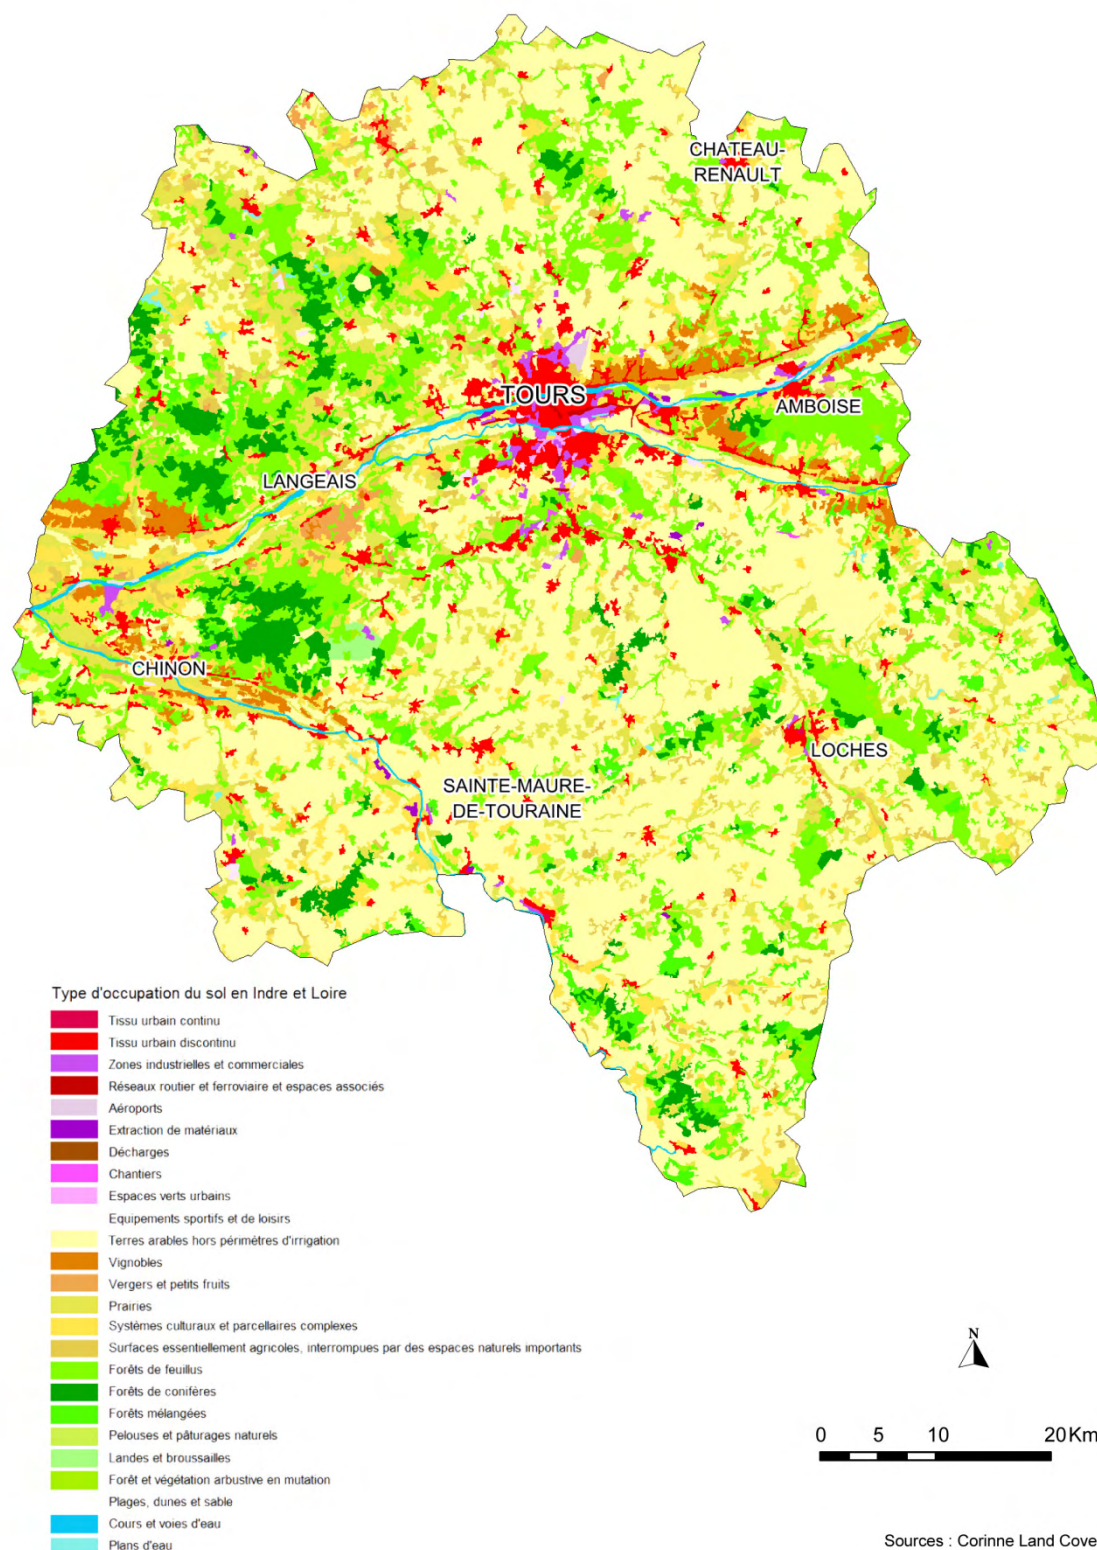 CHATEAU-
RENAULT
TOURS
AMBOISE
LANGEAIS
CHINON
LOCHES
SAINTE-MAURE-
DE-TOURAINE
Type d'occupation du sol en Indre et Loire
Tissu urbain continu
Tissu urbain discontinu
Zones industrielles et commerciales
Réseaux routier et ferroviaire et espaces associés
Aéroports
Extraction de matériaux
Décharges
Chantiers
Espaces verts urbains
Equipements sportifs et de loisirs
Terres arables hors périmètres d'irrigation
Vignobles
Vergers et petits fruits
Prairies
Systèmes culturaux et parcellaires complexes
Surfaces essentiellement agricoles, interrompues par des espaces naturels importants
Forêts de feuillus
Forêts de conifères
Forêts mélangées
Pelouses et pâturages naturels
Landes et broussailles
Forêt et végétation arbustive en mutation
Plages, dunes et sable
Cours et voies d'eau
Plans d'eau
N
0 5 10 20 Km
Sources : Corinne Land Cove